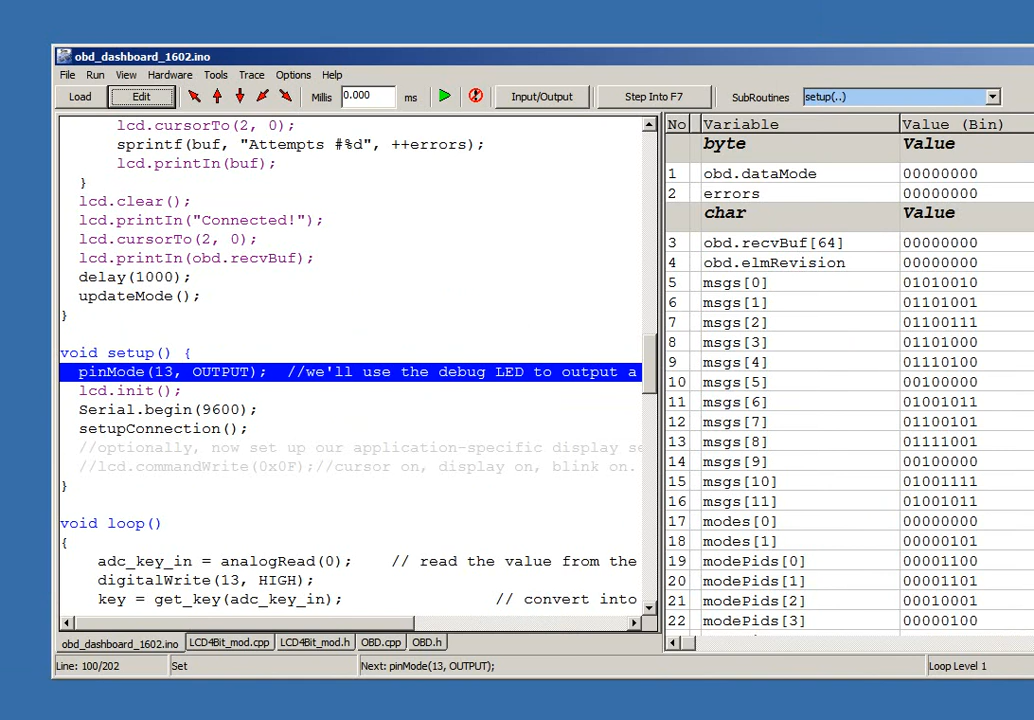 obd_dashboard_1602.ino
File Run View Hardware Tools Trace Options Help
Load Edit Millis 0.000 ms Input/Output Step Into F7 SubRoutines setup(..)
lcd.cursorTo(2, 0);
sprintf(buf, "Attempts #%d", ++errors);
lcd.printIn(buf);
}
lcd.clear();
lcd.printIn("Connected!");
lcd.cursorTo(2, 0);
lcd.printIn(obd.recvBuf);
delay(1000);
updateMode();
}
void setup() {
pinMode(13, OUTPUT); //we'll use the debug LED to output a
lcd.init();
Serial.begin(9600);
setupConnection();
//optionally, now set up our application-specific display se
//lcd.commandWrite(0x0F);//cursor on, display on, blink on.
}
void loop()
{
adc_key_in = analogRead(0); // read the value from the
digitalWrite(13, HIGH);
key = get_key(adc_key_in); // convert into
No Variable Value (Bin)
byte Value
1 obd.dataMode 00000000
2 errors 00000000
char Value
3 obd.recvBuf[64] 00000000
4 obd.elmRevision 00000000
5 msgs[0] 01010010
6 msgs[1] 01101001
7 msgs[2] 01100111
8 msgs[3] 01101000
9 msgs[4] 01110100
10 msgs[5] 00100000
11 msgs[6] 01001011
12 msgs[7] 01100101
13 msgs[8] 01111001
14 msgs[9] 00100000
15 msgs[10] 01001111
16 msgs[11] 01001011
17 modes[0] 00000000
18 modes[1] 00000101
19 modePids[0] 00001100
20 modePids[1] 00001101
21 modePids[2] 00010001
22 modePids[3] 00000100
obd_dashboard_1602.ino LCD4Bit_mod.cpp LCD4Bit_mod.h OBD.cpp OBD.h
Line: 100/202 Set Next: pinMode(13, OUTPUT); Loop Level 1